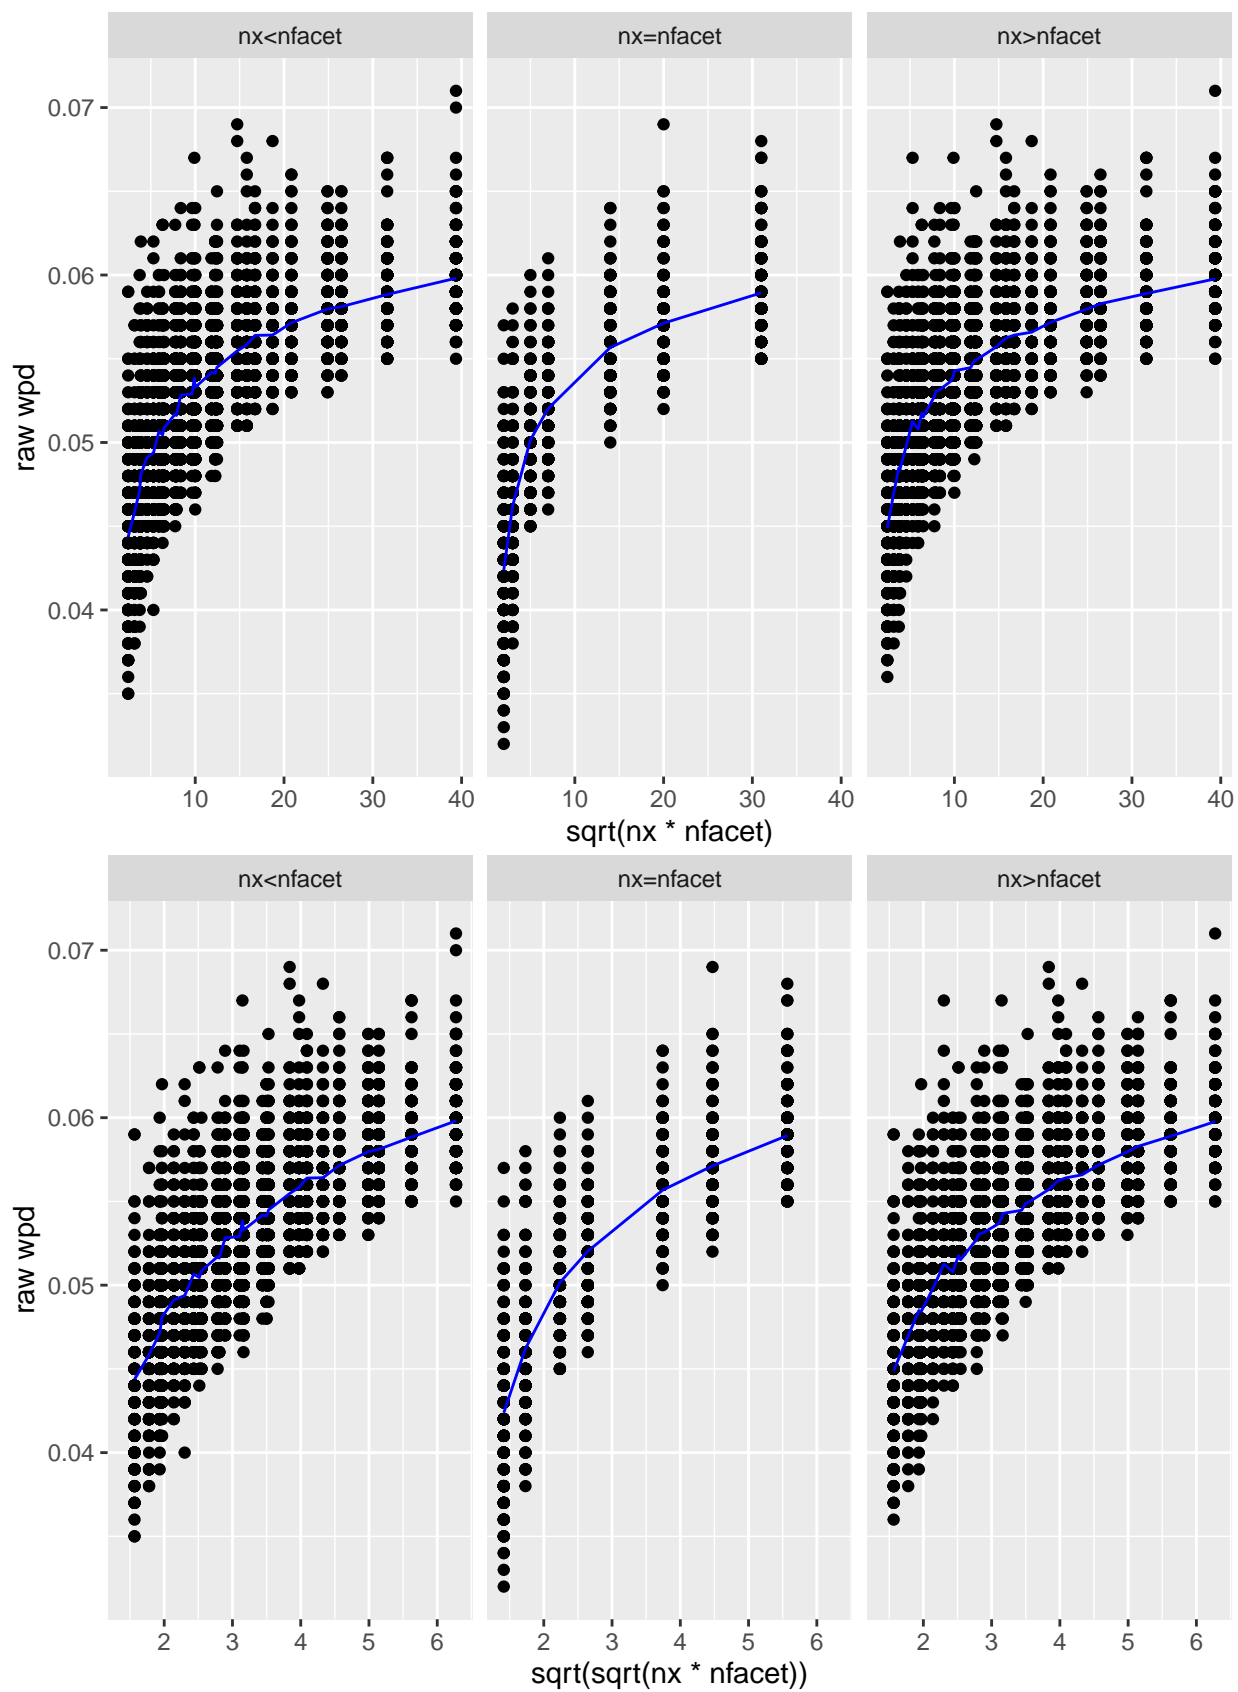 nx<nfacet nx=nfacet nx>nfacet
0.07
0.06
0.05
0.04
raw wpd
10 20 30 40 10 20 30 40 10 20 30 40
sqrt(nx * nfacet)
nx<nfacet nx=nfacet nx>nfacet
0.07
0.06
0.05
0.04
raw wpd
2 3 4 5 6 2 3 4 5 6 2 3 4 5 6
sqrt(sqrt(nx * nfacet))